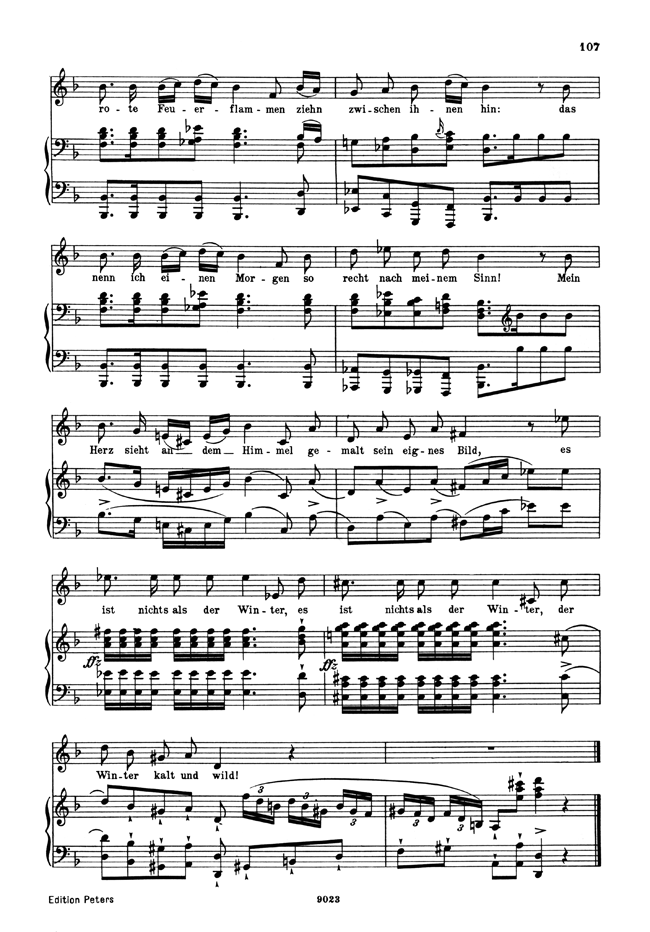 107
ro - te Feu - er - flam - men ziehn zwi - schen ih - nen hin: das
nenn ich ei - nen Mor - gen so recht nach mei - nem Sinn! Mein
Herz sieht an dem Him - mel ge - malt sein eig - nes Bild, es
ist nichts als der Win - ter, es ist nichts als der Win - ter, der
ffz ffz
Win - ter kalt und wild!
3 3 3 3
Edition Peters 9023